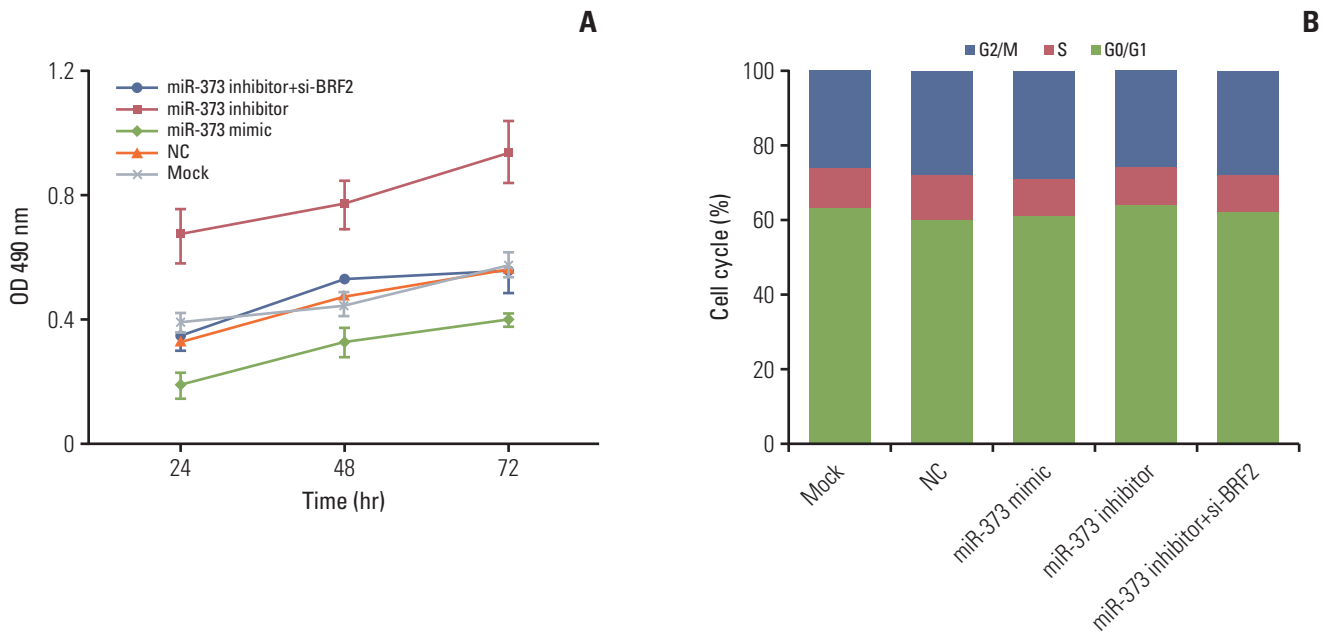 A
1.2
0.8
0.4
0
OD 490 nm
miR-373 inhibitor+si-BRF2
miR-373 inhibitor
miR-373 mimic
NC
Mock
24 48 72
Time (hr)
B
G2/M S G0/G1
100
80
60
40
20
0
Cell cycle (%)
Mock
NC
miR-373 mimic
miR-373 inhibitor
miR-373 inhibitor+si-BRF2